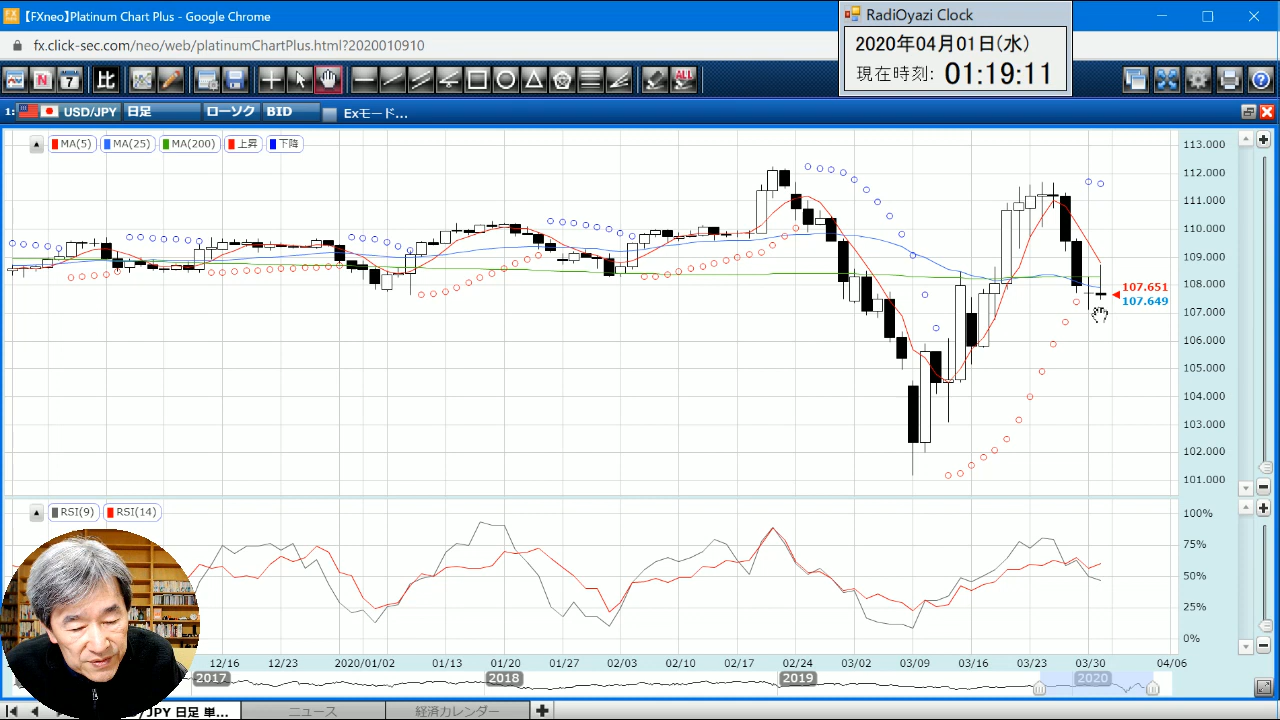 【FXneo】Platinum Chart Plus - Google Chrome
RadiOyazi Clock
2020年04月01日(水)
現在時刻: 01:19:11
fx.click-sec.com/neo/web/platinumChartPlus.html?2020010910
N 7 比 ALL
1: USD/JPY 日足 ローソク BID Exモード...
MA(5) MA(25) MA(200) 上昇 下降
113.000
112.000
111.000
110.000
109.000
108.000
107.651
107.649
107.000
106.000
105.000
104.000
103.000
102.000
101.000
RSI(9) RSI(14)
100%
75%
50%
25%
0%
12/16 12/23 2020/01/02 01/13 01/20 01/27 02/03 02/10 02/17 02/24 03/02 03/09 03/16 03/23 03/30 04/06
2017 2018 2019 2020
/JPY 日足 単... ニュース 経済カレンダー